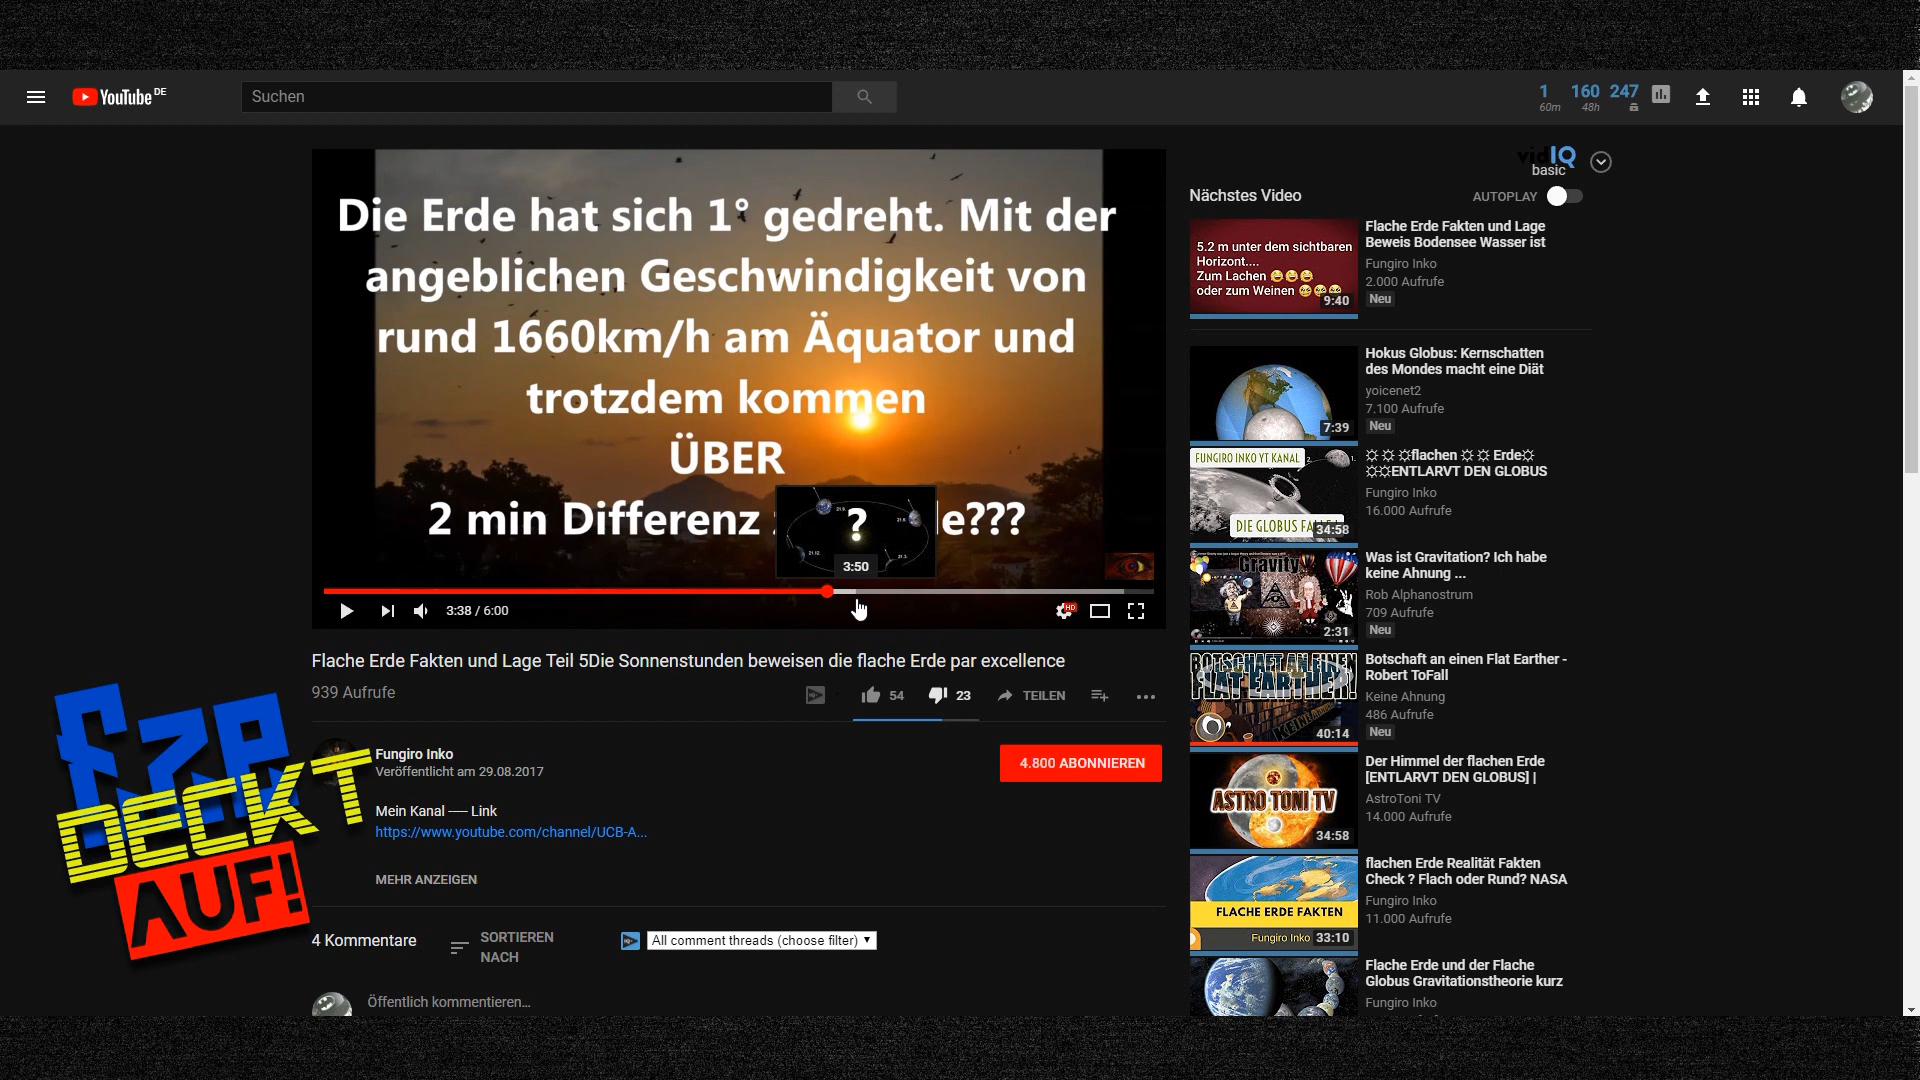 YouTube DE
Suchen
1 160 247
60m 48h
vidIQ
basic
Die Erde hat sich 1° gedreht. Mit der
angeblichen Geschwindigkeit von
rund 1660km/h am Äquator und
trotzdem kommen
ÜBER
2 min Differenz
e???
?
3:50
3:38 / 6:00
HD
Flache Erde Fakten und Lage Teil 5Die Sonnenstunden beweisen die flache Erde par excellence
939 Aufrufe
54
23
TEILEN
Fungiro Inko
Veröffentlicht am 29.08.2017
4.800 ABONNIEREN
Mein Kanal ----- Link
https://www.youtube.com/channel/UCB-A...
MEHR ANZEIGEN
4 Kommentare
SORTIEREN
NACH
All comment threads (choose filter)
Öffentlich kommentieren...
DECKT
AUF!
Nächstes Video
AUTOPLAY
5.2 m unter dem sichtbaren
Horizont....
Zum Lachen 😂😂😂
oder zum Weinen
9:40
Flache Erde Fakten und Lage
Beweis Bodensee Wasser ist
Fungiro Inko
2.000 Aufrufe
Neu
7:39
Hokus Globus: Kernschatten
des Mondes macht eine Diät
yoicenet2
7.100 Aufrufe
Neu
FUNGIRO INKO YT KANAL
DIE GLOBUS
34:58
☼ ☼ ☼flachen ☼ ☼ Erde☼
☼☼ENTLARVT DEN GLOBUS
Fungiro Inko
16.000 Aufrufe
Gravity
2:31
Was ist Gravitation? Ich habe
keine Ahnung ...
Rob Alphanostrum
709 Aufrufe
Neu
BOTSCHAFT AN EINEN
FLAT EARTHER!
40:14
Botschaft an einen Flat Earther -
Robert ToFall
Keine Ahnung
486 Aufrufe
Neu
ASTRO TONI TV
34:58
Der Himmel der flachen Erde
[ENTLARVT DEN GLOBUS] |
AstroToni TV
14.000 Aufrufe
FLACHE ERDE FAKTEN
Fungiro Inko
33:10
flachen Erde Realität Fakten
Check ? Flach oder Rund? NASA
Fungiro Inko
11.000 Aufrufe
Flache Erde und der Flache
Globus Gravitationstheorie kurz
Fungiro Inko